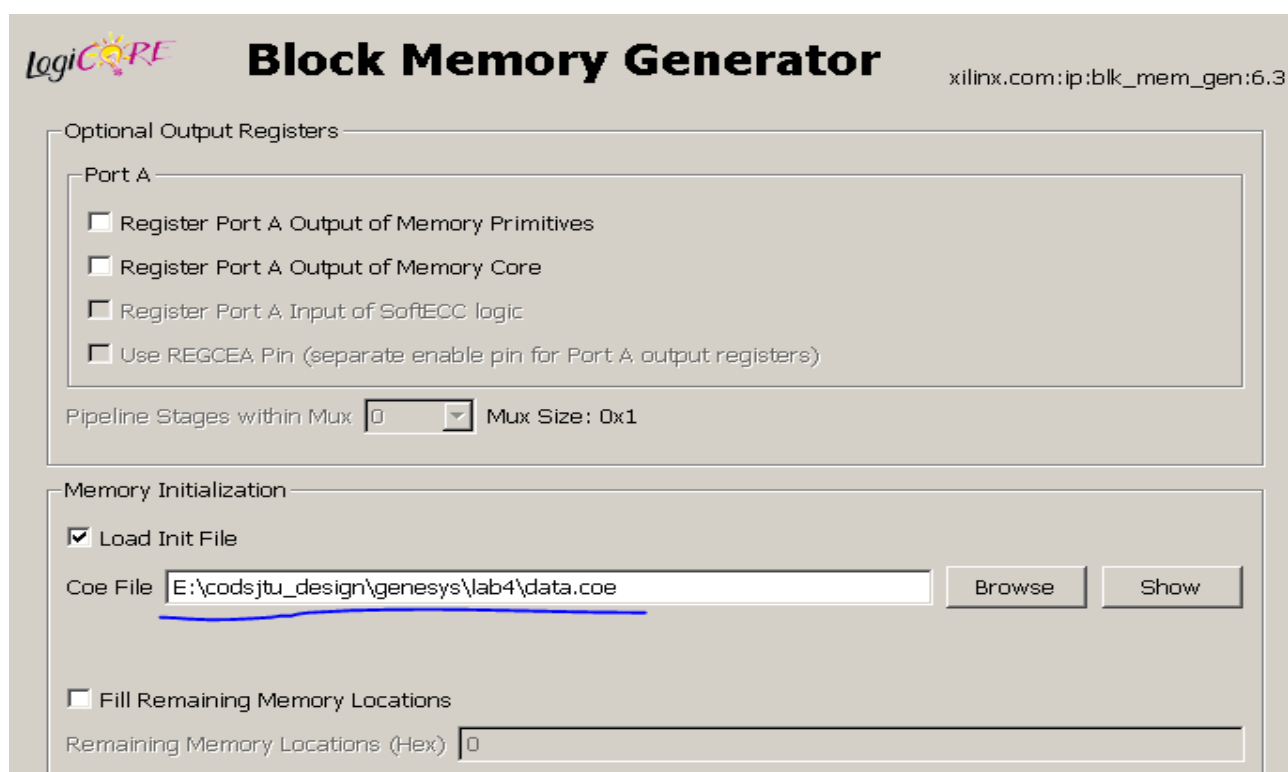 LogiCORE
Block Memory Generator
xilinx.com:ip:blk_mem_gen:6.3
Optional Output Registers
Port A
Register Port A Output of Memory Primitives
Register Port A Output of Memory Core
Register Port A Input of SoftECC logic
Use REGCEA Pin (separate enable pin for Port A output registers)
Pipeline Stages within Mux 0 Mux Size: 0x1
Memory Initialization
Load Init File
Coe File E:\codsjtu_design\genesys\lab4\data.coe Browse Show
Fill Remaining Memory Locations
Remaining Memory Locations (Hex) 0